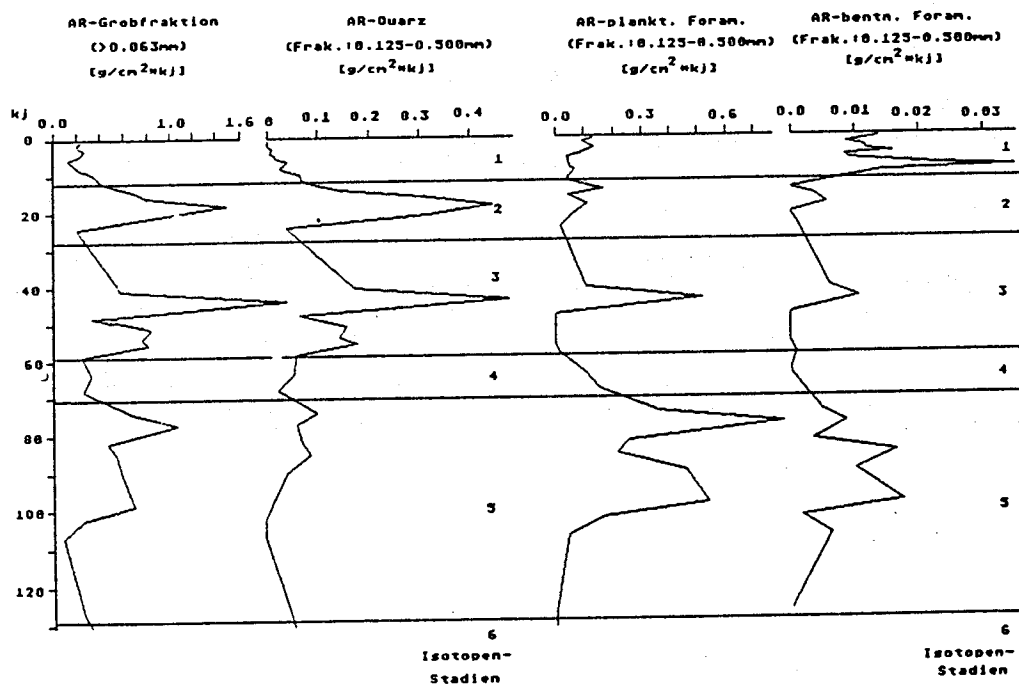 AR-Grobfraktion
(>0.063mm)
[g/cm²*kj]
AR-Quarz
(Frak.:0.125-0.500mm)
[g/cm²*kj]
AR-plankt. Foram.
(Frak.:0.125-0.500mm)
[g/cm²*kj]
AR-benth. Foram.
(Frak.:0.125-0.500mm)
[g/cm²*kj]
kj
0.0 1.0 1.6
0 0.1 0.2 0.4
0.0 0.3 0.6
0.0 0.01 0.02 0.03
0
20
40
60
80
100
120
1
2
3
4
5
6
Isotopen-
Stadien
1
2
3
4
5
6
Isotopen-
Stadien